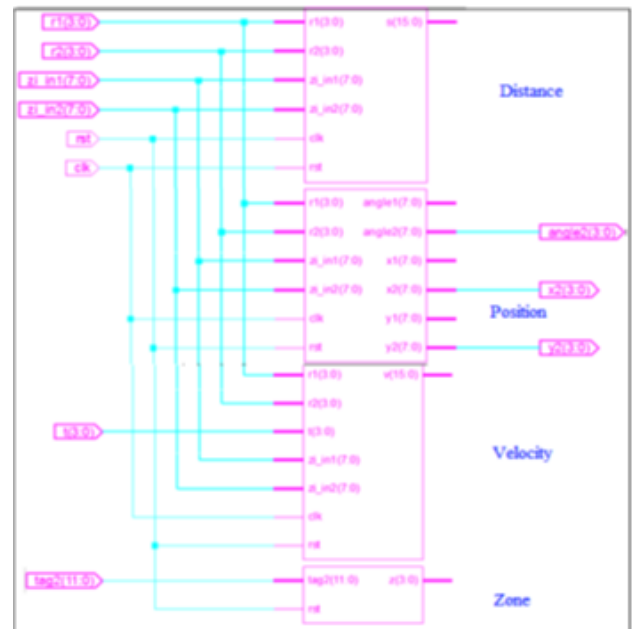 r1(3:0) r1(3:0) s(15:0)
r2(3:0) r2(3:0)
zi_in1(7:0) zi_in1(7:0)
Distance
zi_in2(7:0) zi_in2(7:0)
rst clk
clk rst
r1(3:0) angle1(7:0)
r2(3:0) angle2(7:0) angle2(3:0)
zi_in1(7:0) x1(7:0)
zi_in2(7:0) x2(7:0) x2(3:0)
Position
clk y1(7:0)
rst y2(7:0) y2(3:0)
r1(3:0) v(15:0)
r2(3:0)
t(3:0) t(3:0)
Velocity
zi_in1(7:0)
zi_in2(7:0)
clk
rst
tag2(11:0) tag2(11:0) z(3:0)
Zone
rst